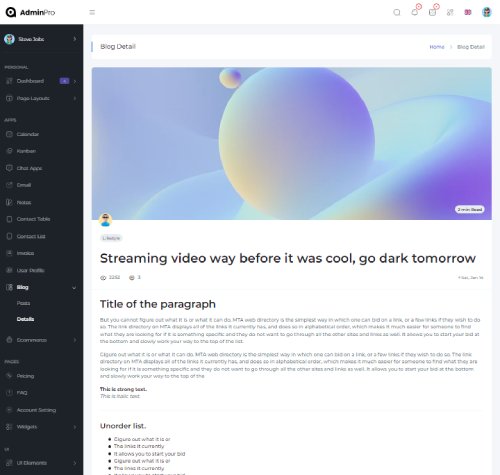 AdminPro
Steve Jobs
PERSONAL
Dashboard
Page Layouts
APPS
Calendar
Kanban
Chat Apps
Email
Notes
Contact Table
Contact List
Invoice
User Profile
Blog
Posts
Details
Ecommerce
PAGES
Pricing
FAQ
Account Setting
Widgets
UI
UI Elements
Blog Detail
Home
Blog Detail
2 min Read
Lifestyle
Streaming video way before it was cool, go dark tomorrow
2252
3
Tue, Jan 14
Title of the paragraph
But you cannot figure out what it is or what it can do. MTA web directory is the simplest way in which one can bid on a link, or a few links if they wish to do
so. The link directory on MTA displays all of the links it currently has, and does so in alphabetical order, which makes it much easier for someone to find
what they are looking for if it is something specific and they do not want to go through all the other sites and links as well. It allows you to start your bid at
the bottom and slowly work your way to the top of the list.
Gigure out what it is or what it can do. MTA web directory is the simplest way in which one can bid on a link, or a few links if they wish to do so. The link
directory on MTA displays all of the links it currently has, and does so in alphabetical order, which makes it much easier for someone to find what they are
looking for if it is something specific and they do not want to go through all the other sites and links as well. It allows you to start your bid at the bottom
and slowly work your way to the top of the
This is strong text.
This is italic text.
Unorder list.
Gigure out what it is or
The links it currently
It allows you to start your bid
Gigure out what it is or
The links it currently